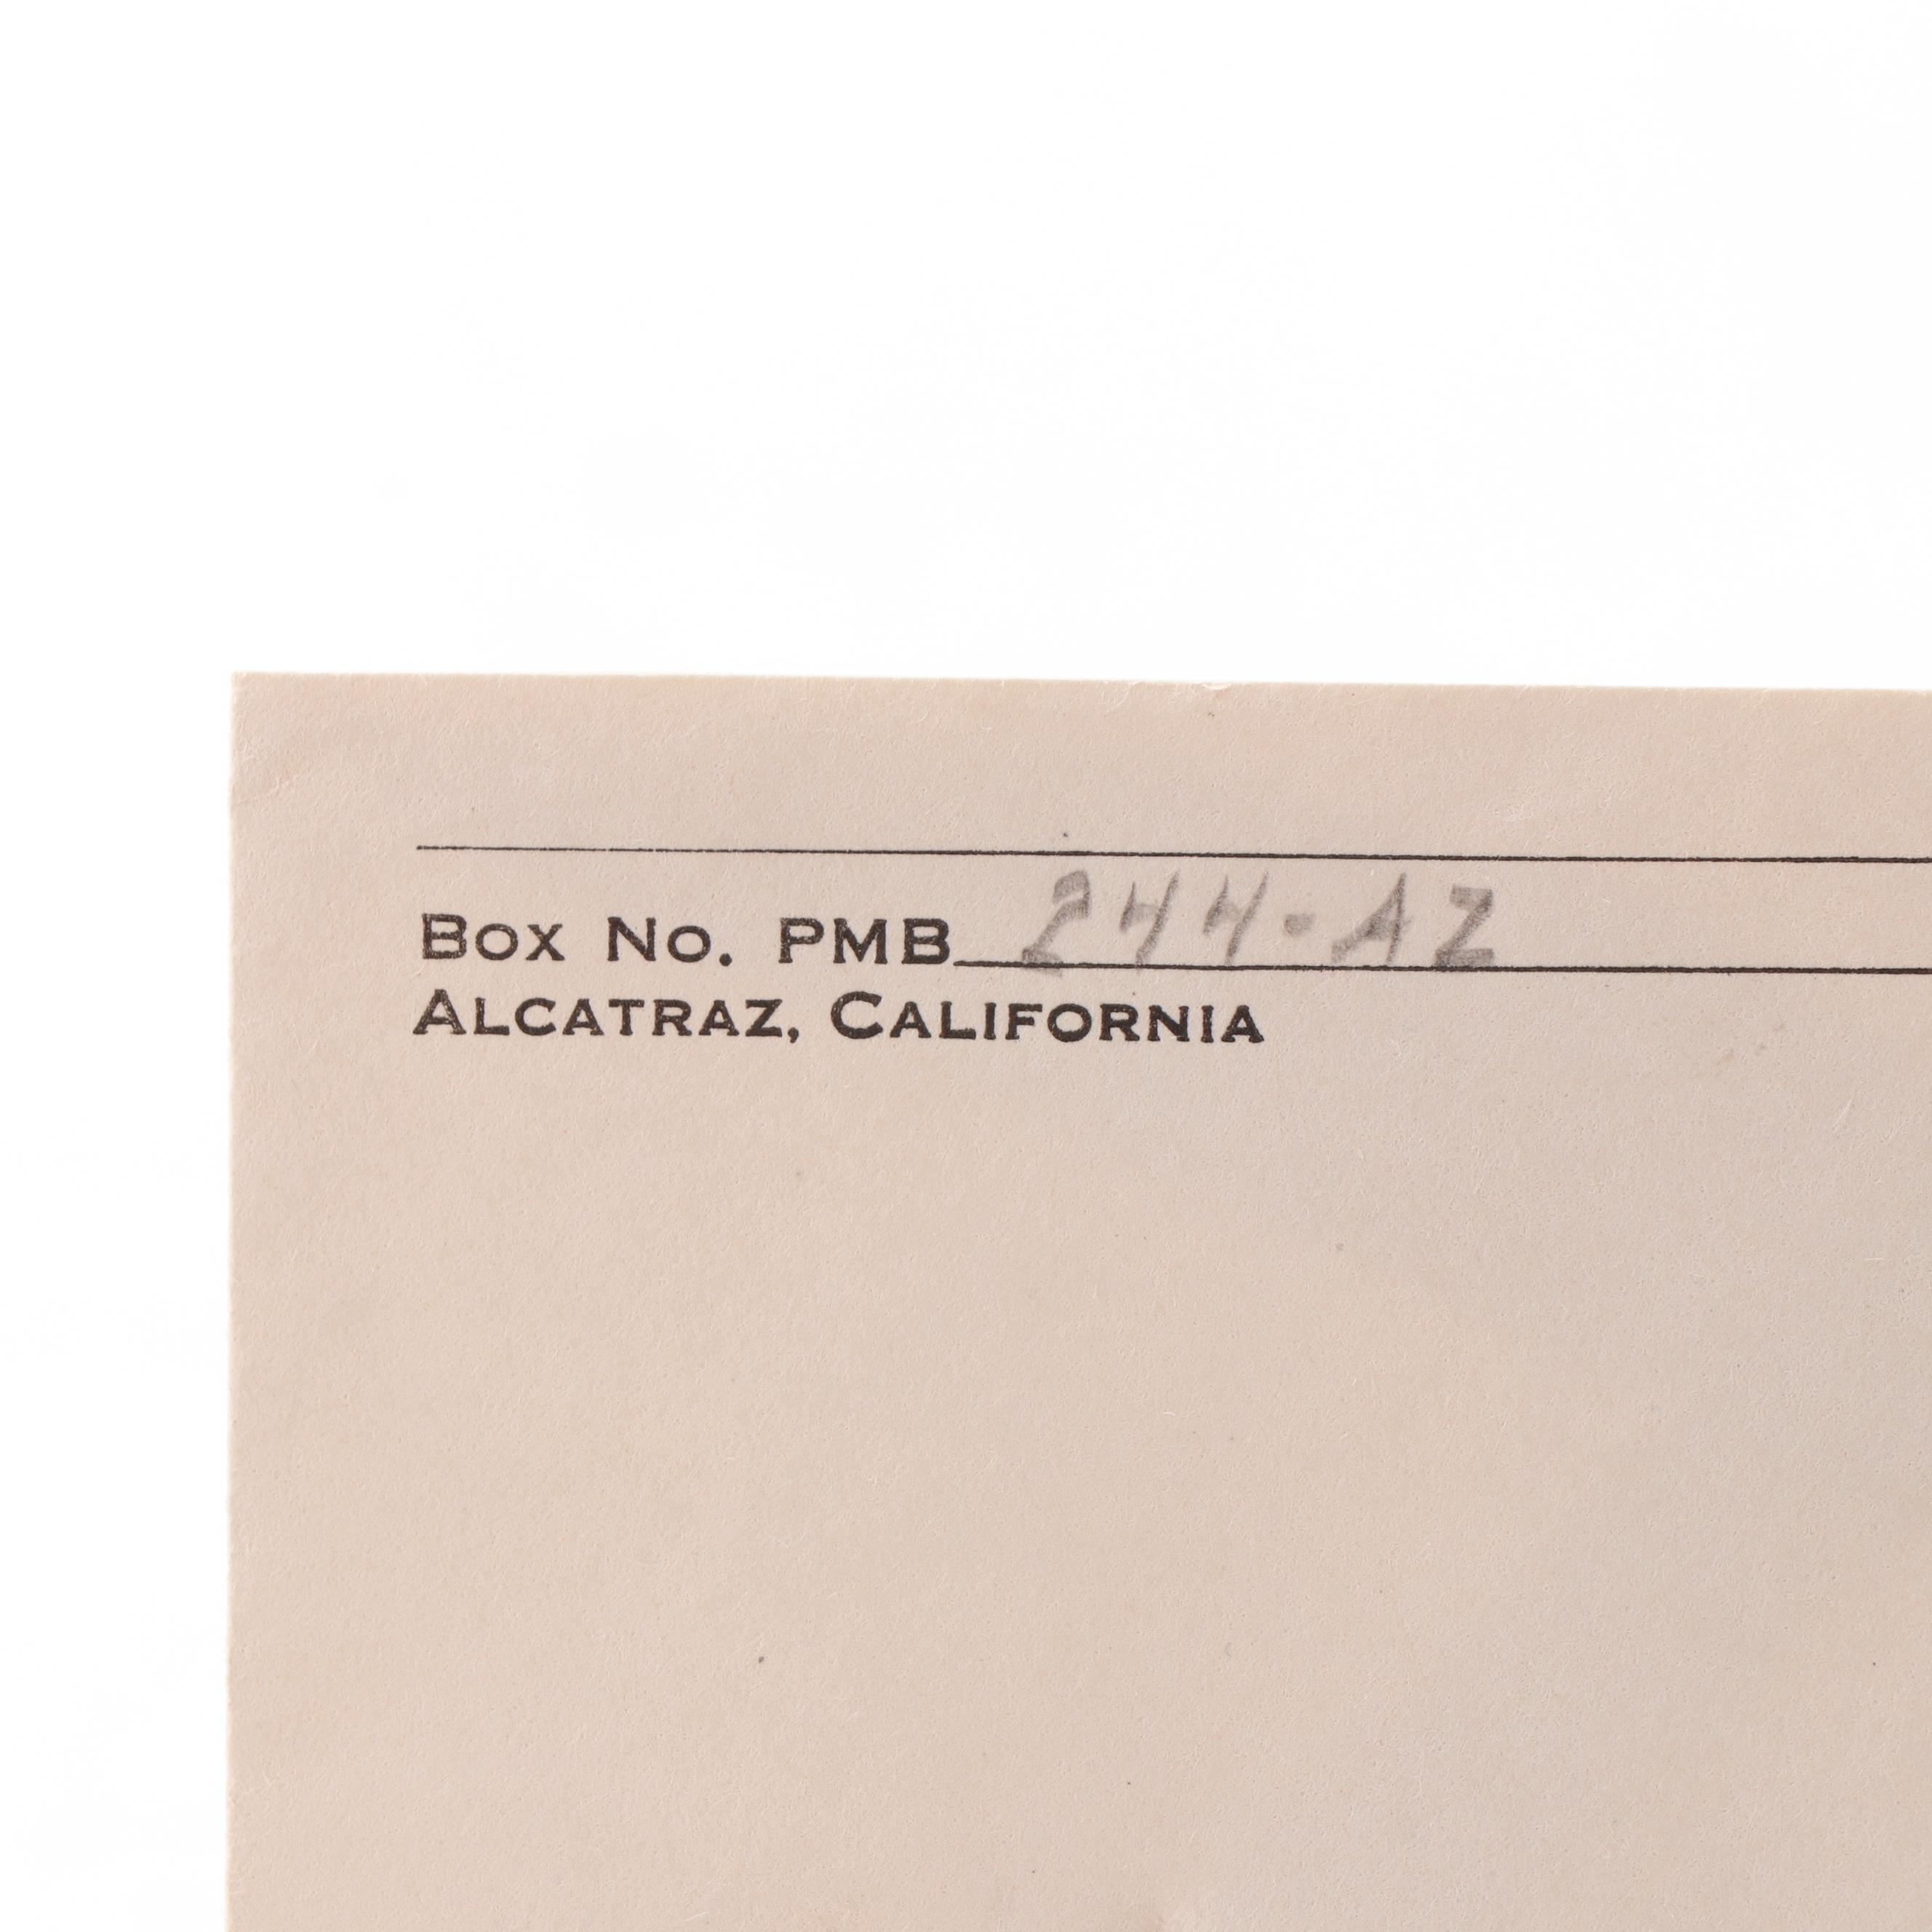 Box No. PMB 244-AZ
Alcatraz, California